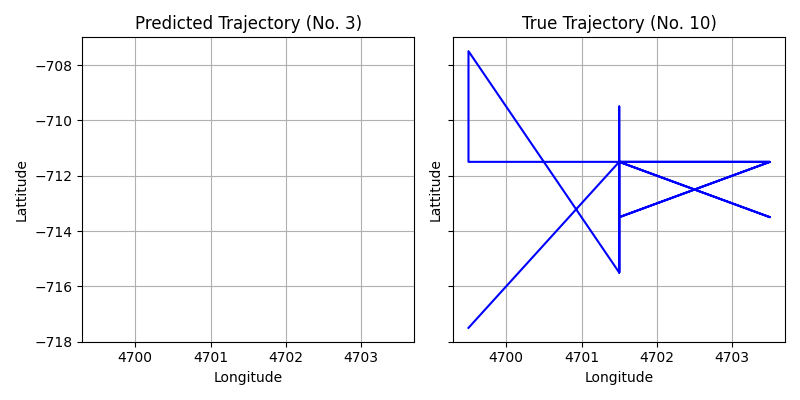 Predicted Trajectory (No. 3)
True Trajectory (No. 10)
−708
−710
−712
−714
−716
−718
Lattitude
Lattitude
4700 4701 4702 4703
4700 4701 4702 4703
Longitude
Longitude